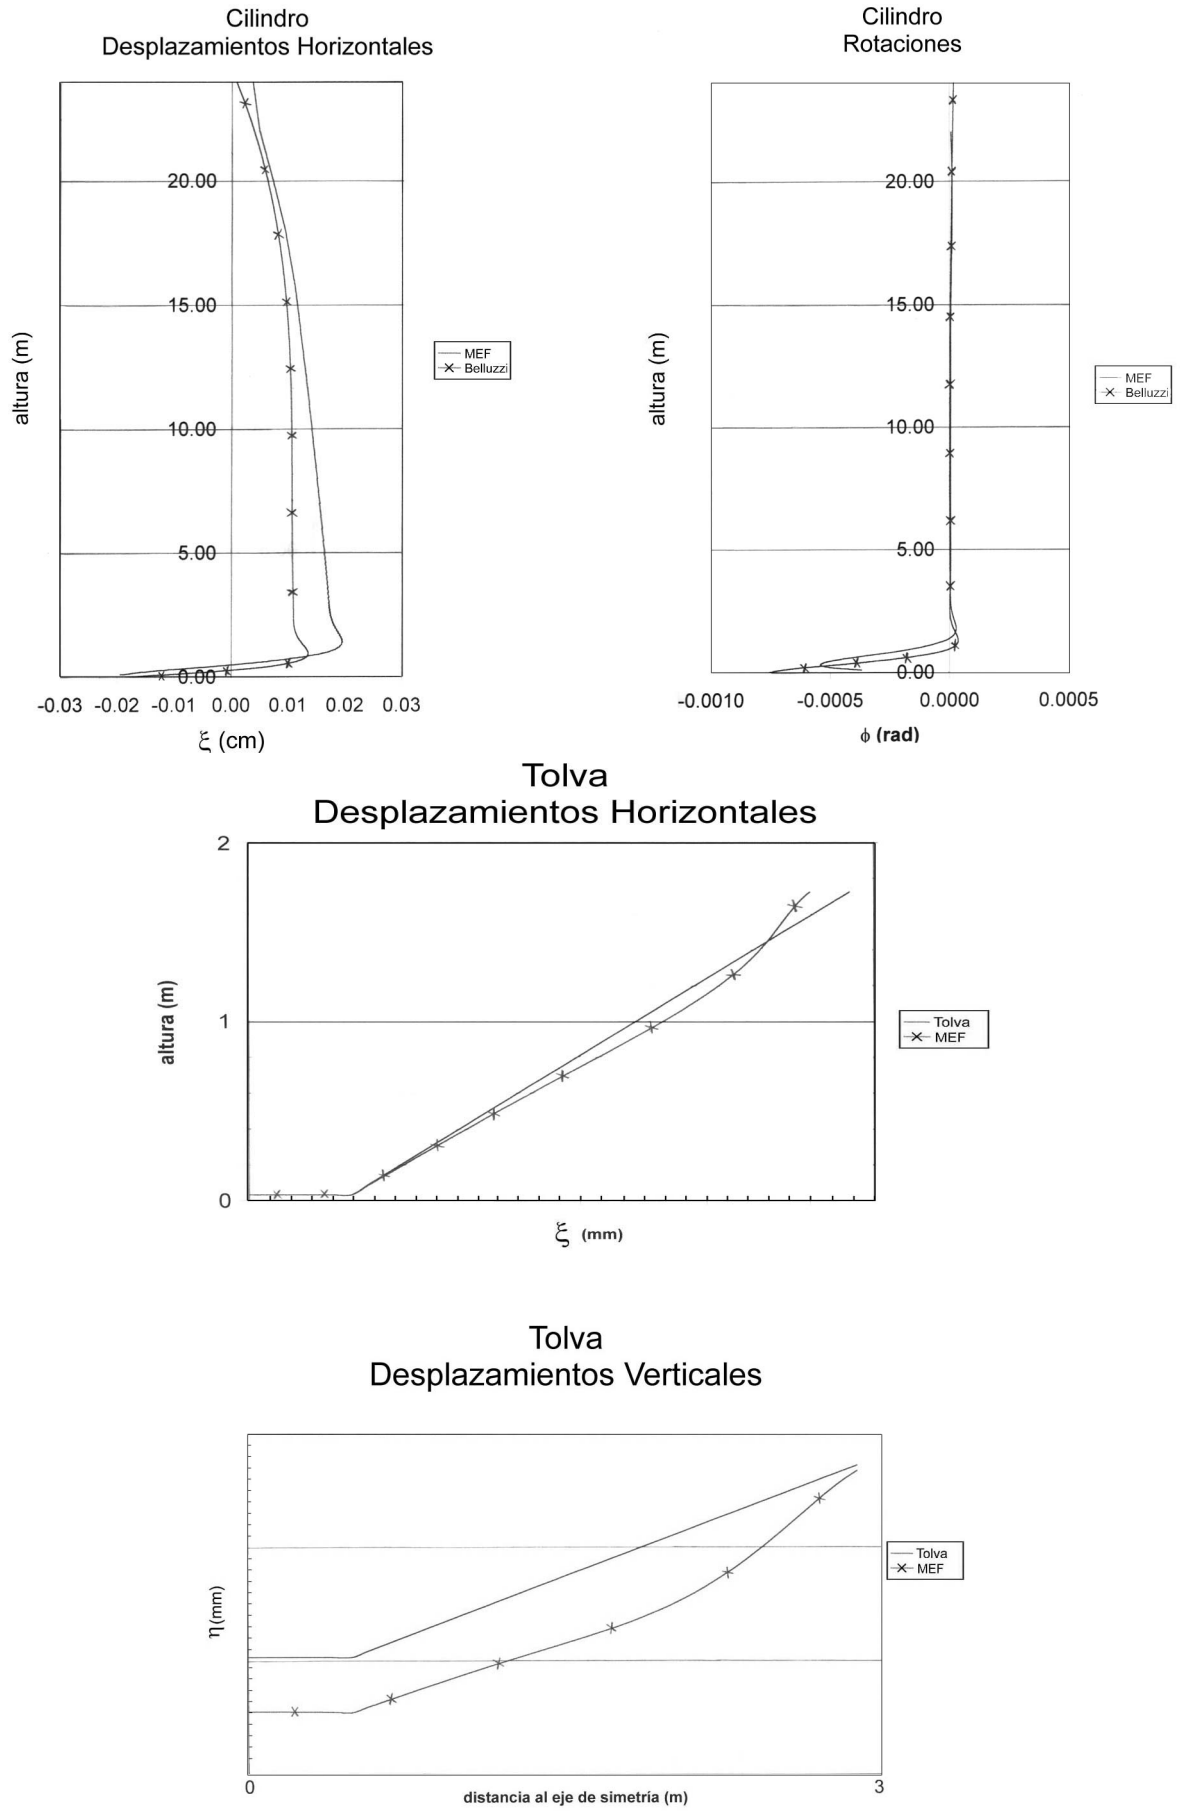 Cilindro
Desplazamientos Horizontales
20.00
15.00
10.00
5.00
0.00
-0.03 -0.02 -0.01 0.00 0.01 0.02 0.03
altura (m)
ξ (cm)
MEF
Belluzzi
Cilindro
Rotaciones
20.00
15.00
10.00
5.00
0.00
-0.0010 -0.0005 0.0000 0.0005
altura (m)
ϕ (rad)
MEF
Belluzzi
Tolva
Desplazamientos Horizontales
2
1
0
altura (m)
ξ (mm)
Tolva
MEF
Tolva
Desplazamientos Verticales
η(mm)
0 3
distancia al eje de simetría (m)
Tolva
MEF